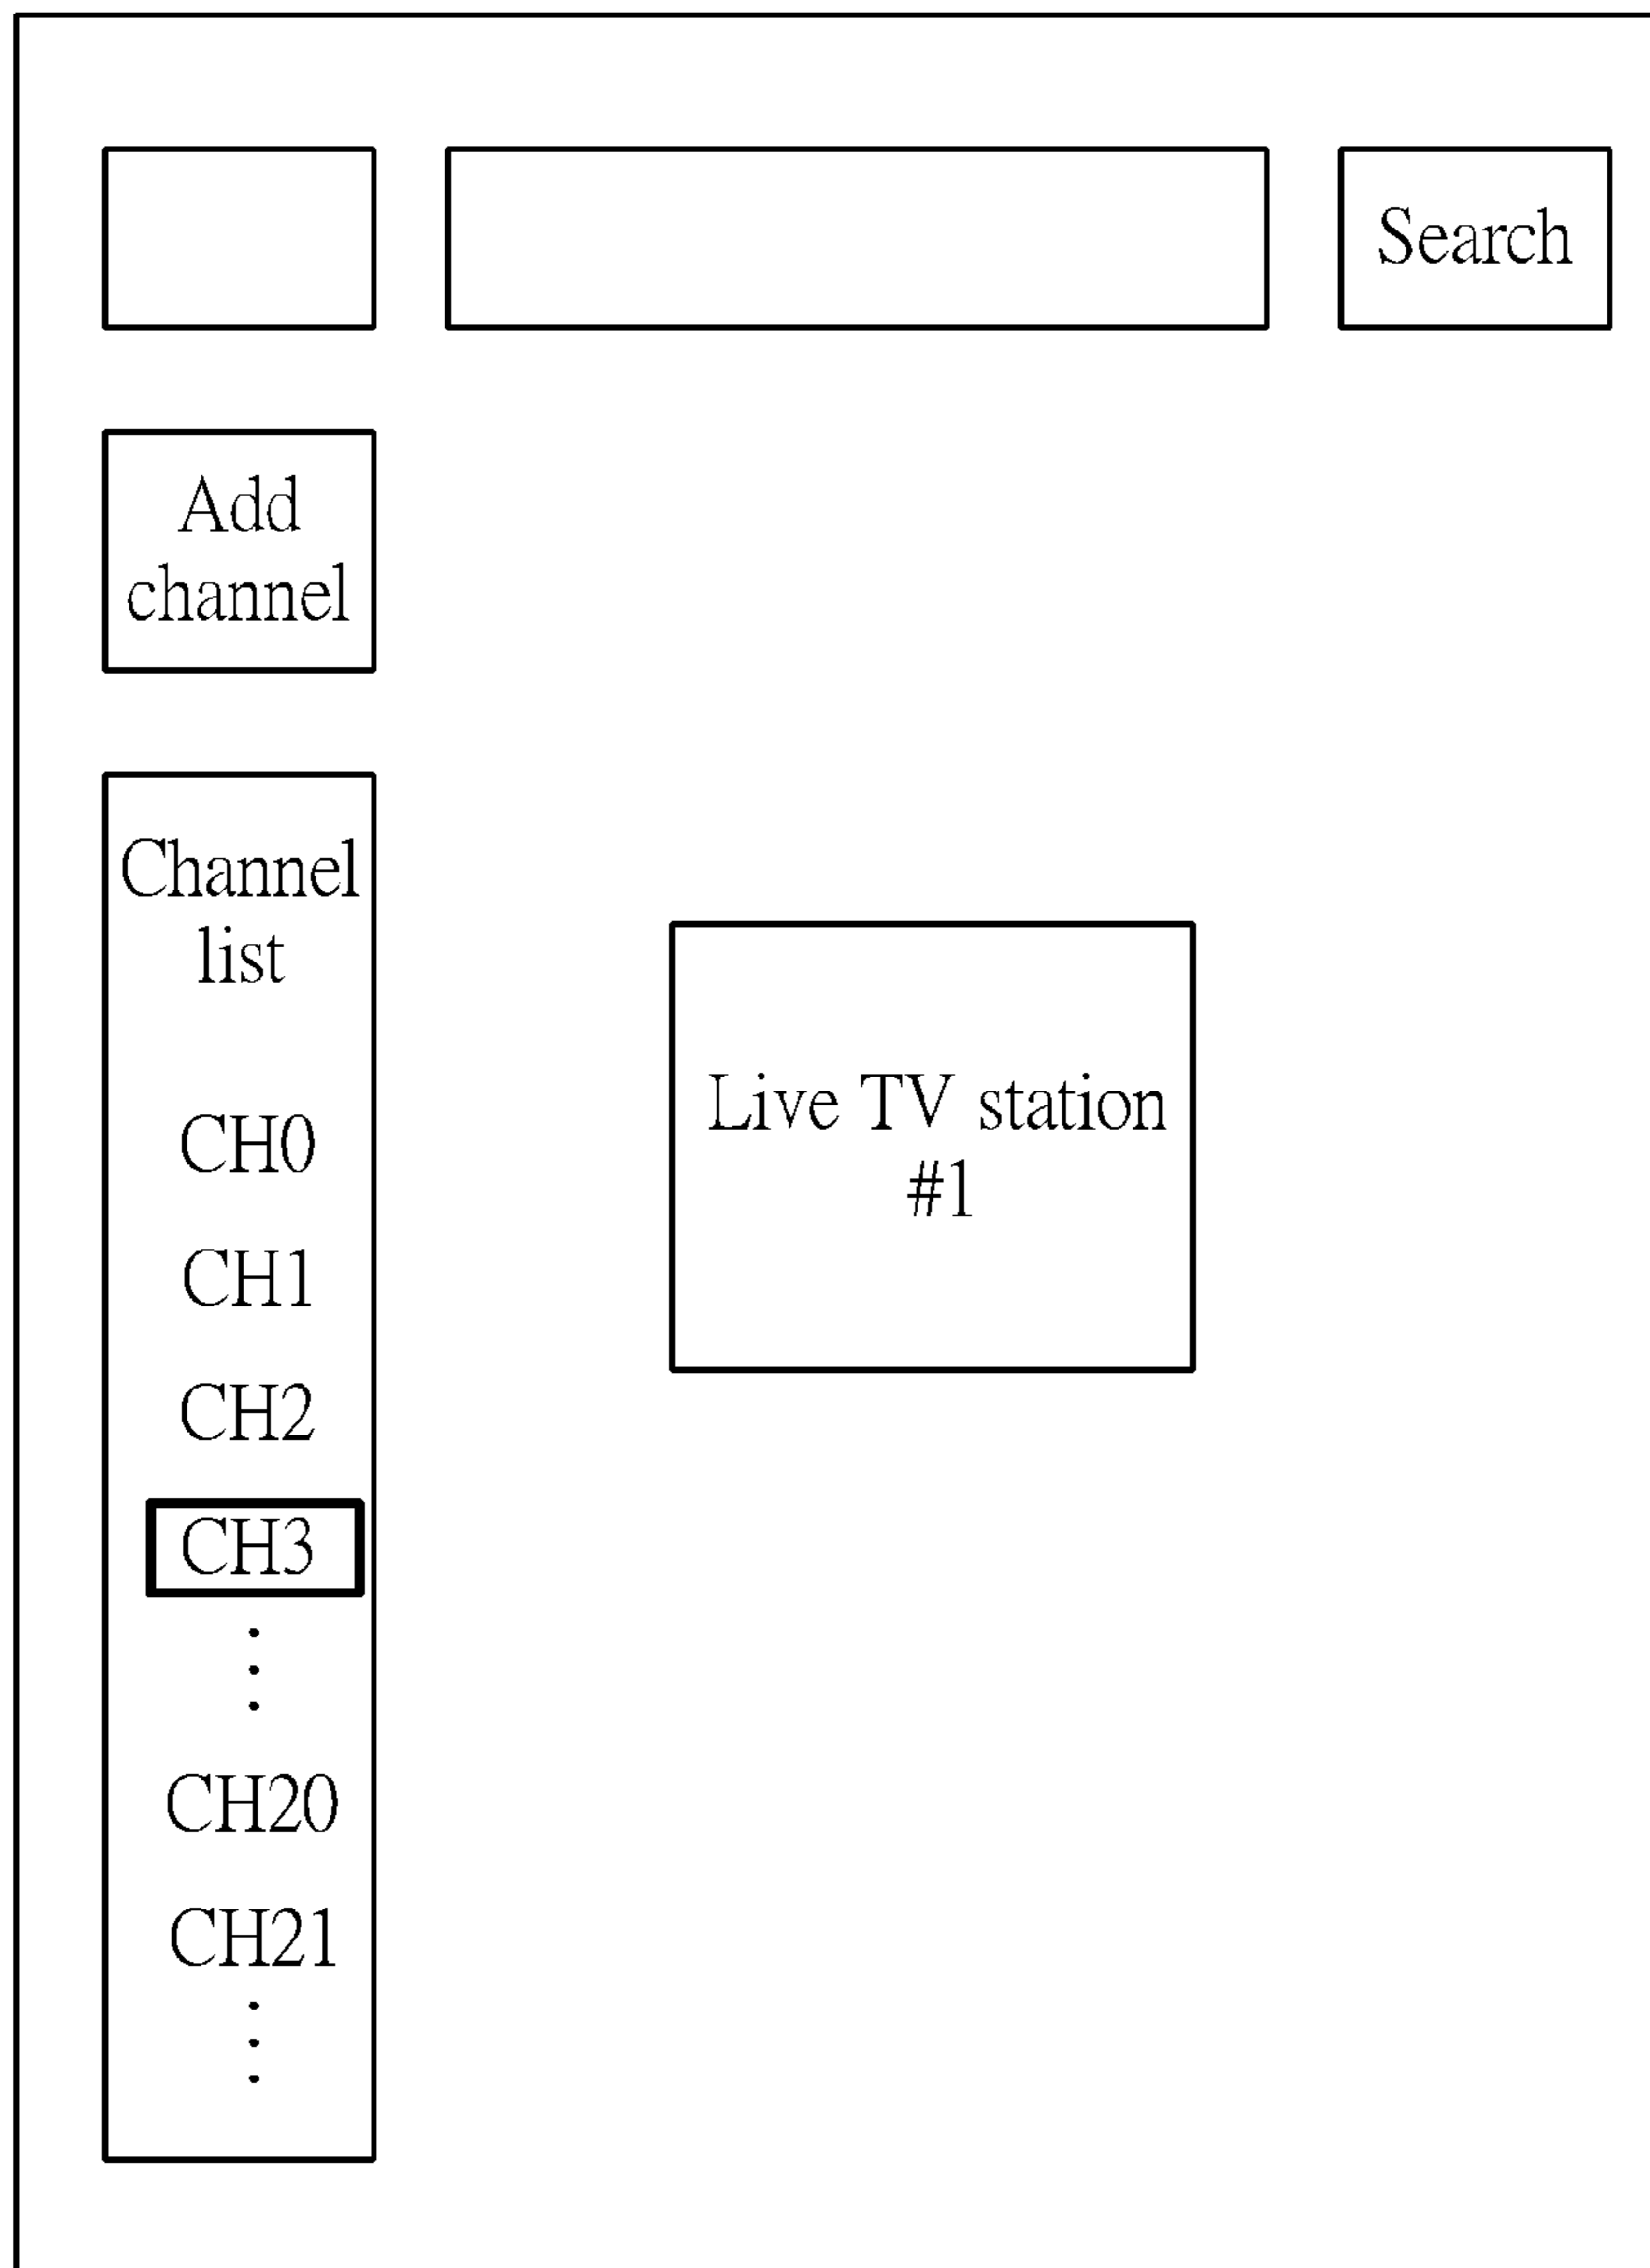 Search
Add
channel
Channel
list
CH0
CH1
CH2
CH3
CH20
CH21
Live TV station
#1